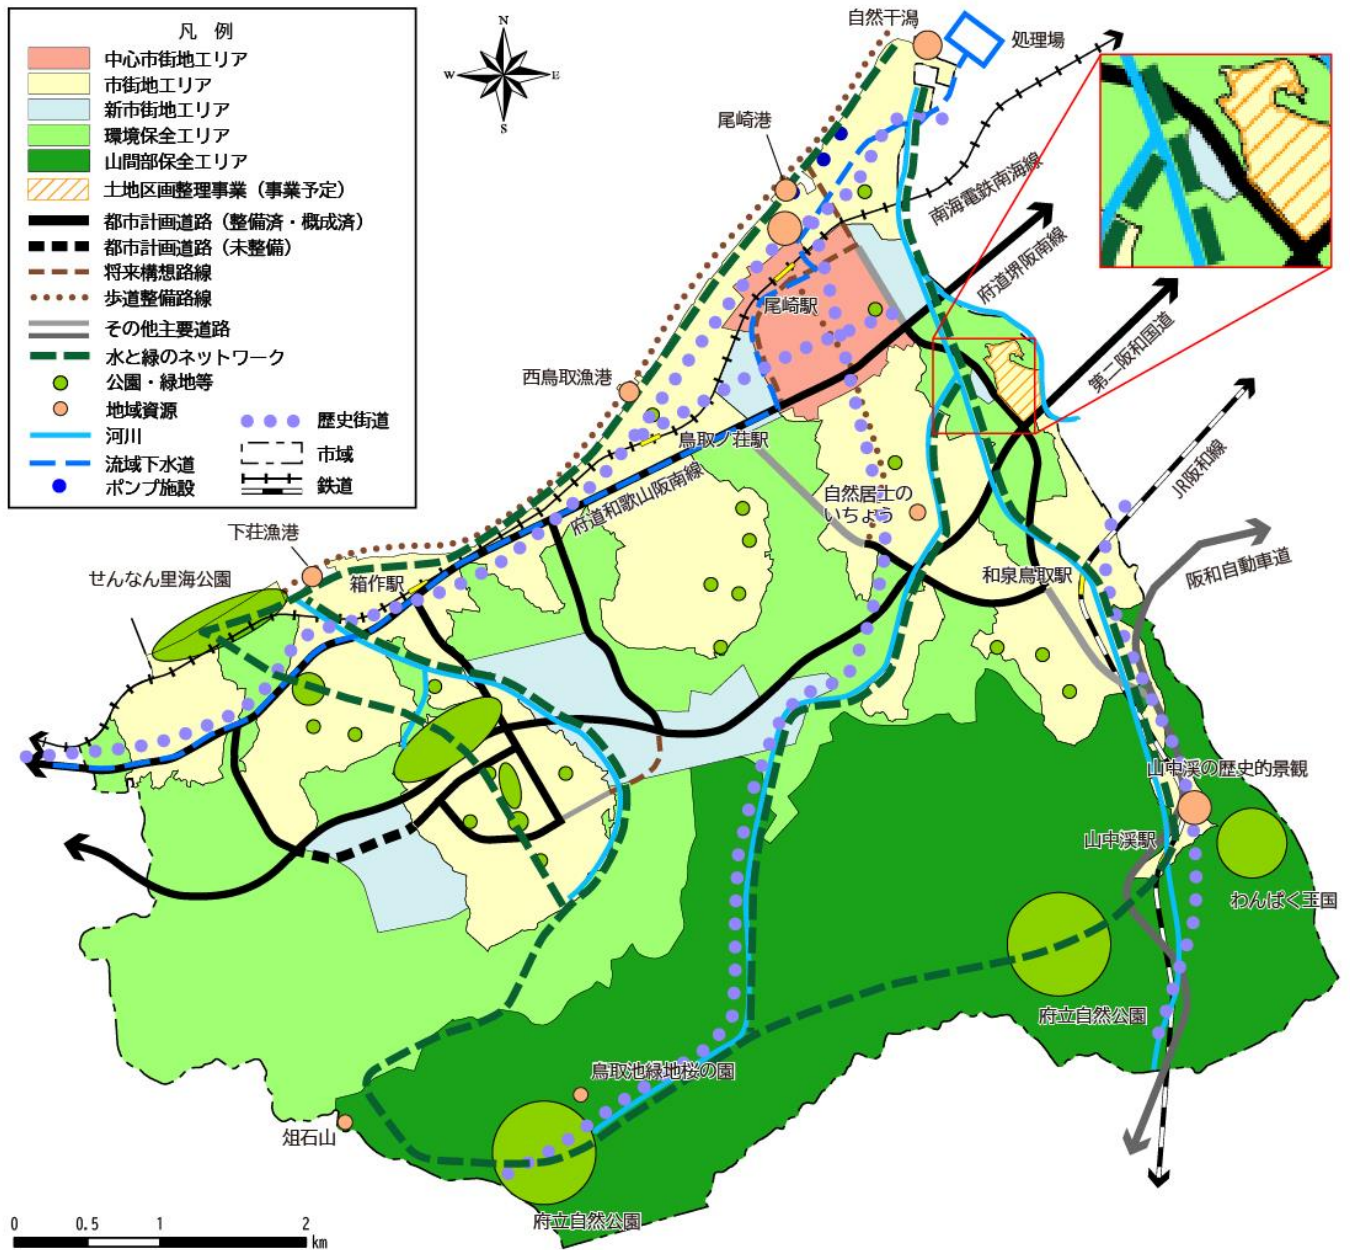 凡 例
中心市街地エリア
市街地エリア
新市街地エリア
環境保全エリア
山間部保全エリア
土地区画整理事業（事業予定）
都市計画道路（整備済・概成済）
都市計画道路（未整備）
将来構想路線
歩道整備路線
その他主要道路
水と緑のネットワーク
公園・緑地等
地域資源
河川
流域下水道
ポンプ施設
歴史街道
市域
鉄道
N
W
E
S
自然干潟
処理場
尾崎港
南海電鉄南海線
府道堺阪南線
尾崎駅
第二阪和国道
西鳥取漁港
JR阪和線
鳥取ノ荘駅
府道和歌山阪南線
自然居士の
いちょう
下荘漁港
せんなん里海公園
箱作駅
和泉鳥取駅
阪和自動車道
山中渓の歴史的景観
山中渓駅
わんぱく王国
府立自然公園
鳥取池緑地桜の園
俎石山
府立自然公園
0 0.5 1 2
km